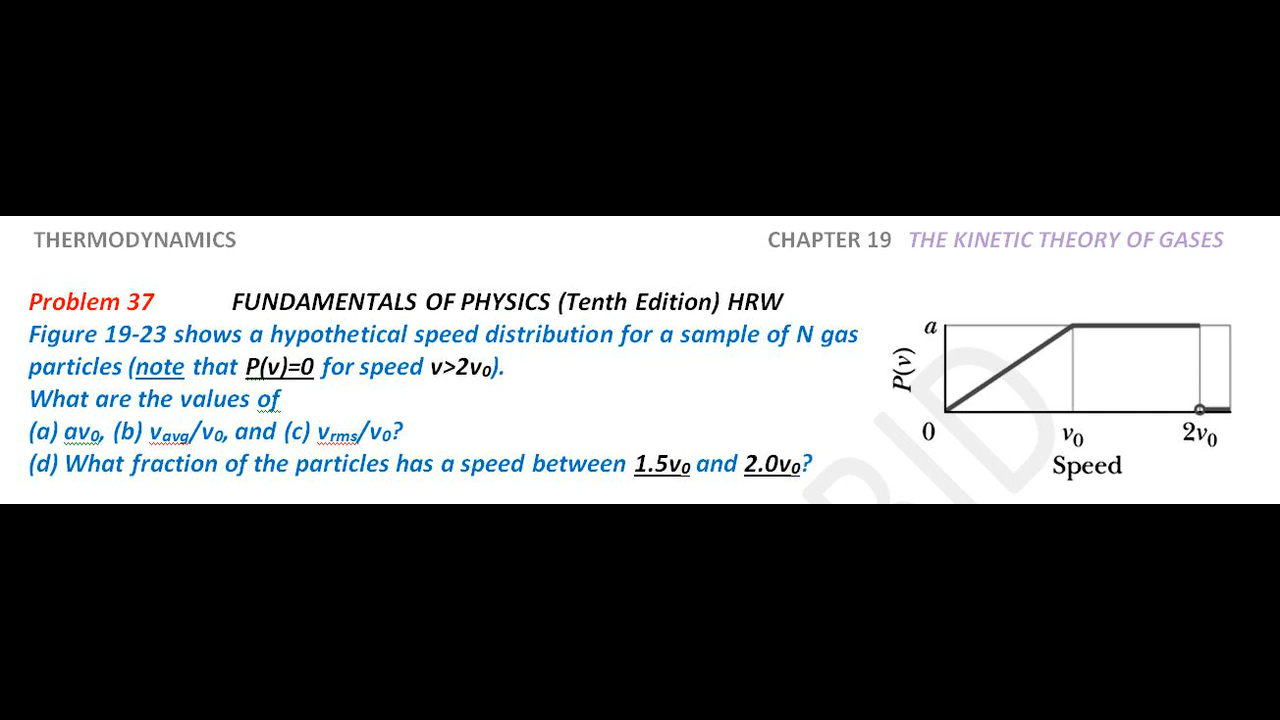 THERMODYNAMICS CHAPTER 19 THE KINETIC THEORY OF GASES
Problem 37 FUNDAMENTALS OF PHYSICS (Tenth Edition) HRW
Figure 19-23 shows a hypothetical speed distribution for a sample of N gas
particles (note that P(v)=0 for speed v>2v₀).
What are the values of
(a) av₀, (b) vavg/v₀, and (c) vrms/v₀?
(d) What fraction of the particles has a speed between 1.5v₀ and 2.0v₀?
a
P(v)
0 v₀ 2v₀
Speed